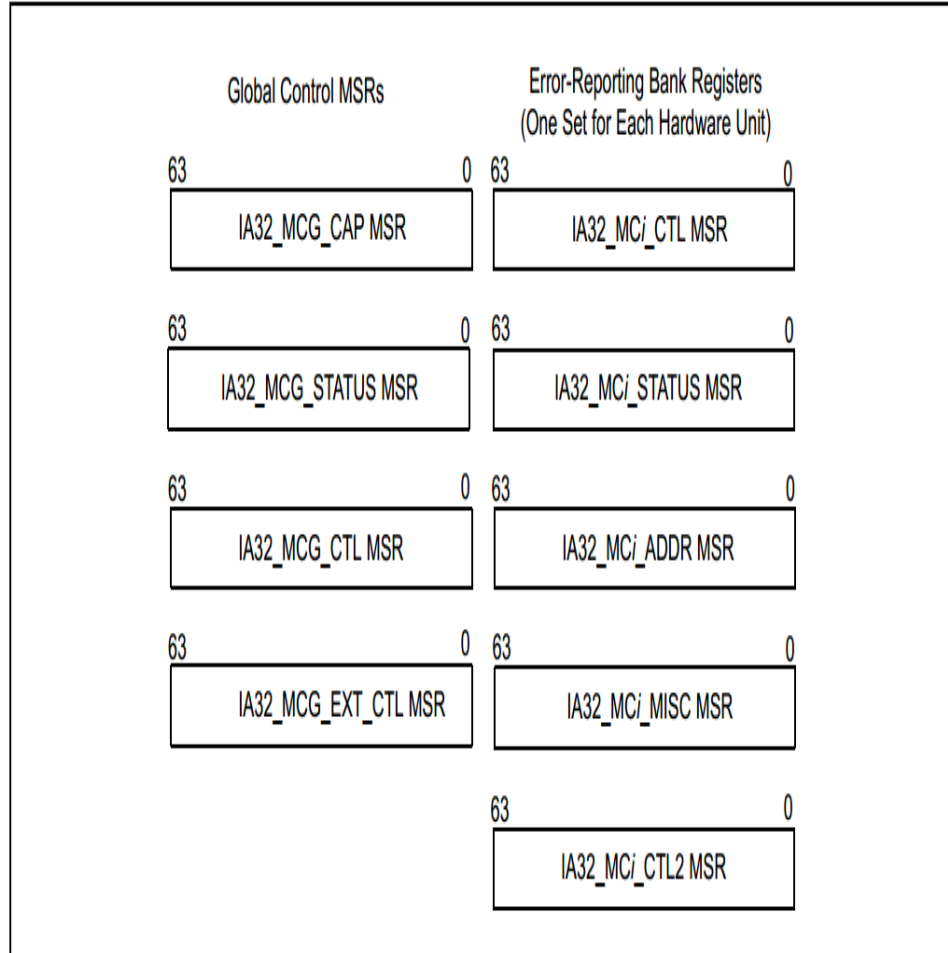 Global Control MSRs
Error-Reporting Bank Registers
(One Set for Each Hardware Unit)
63 0 63 0
IA32_MCG_CAP MSR IA32_MCi_CTL MSR
63 0 63 0
IA32_MCG_STATUS MSR IA32_MCi_STATUS MSR
63 0 63 0
IA32_MCG_CTL MSR IA32_MCi_ADDR MSR
63 0 63 0
IA32_MCG_EXT_CTL MSR IA32_MCi_MISC MSR
63 0
IA32_MCi_CTL2 MSR